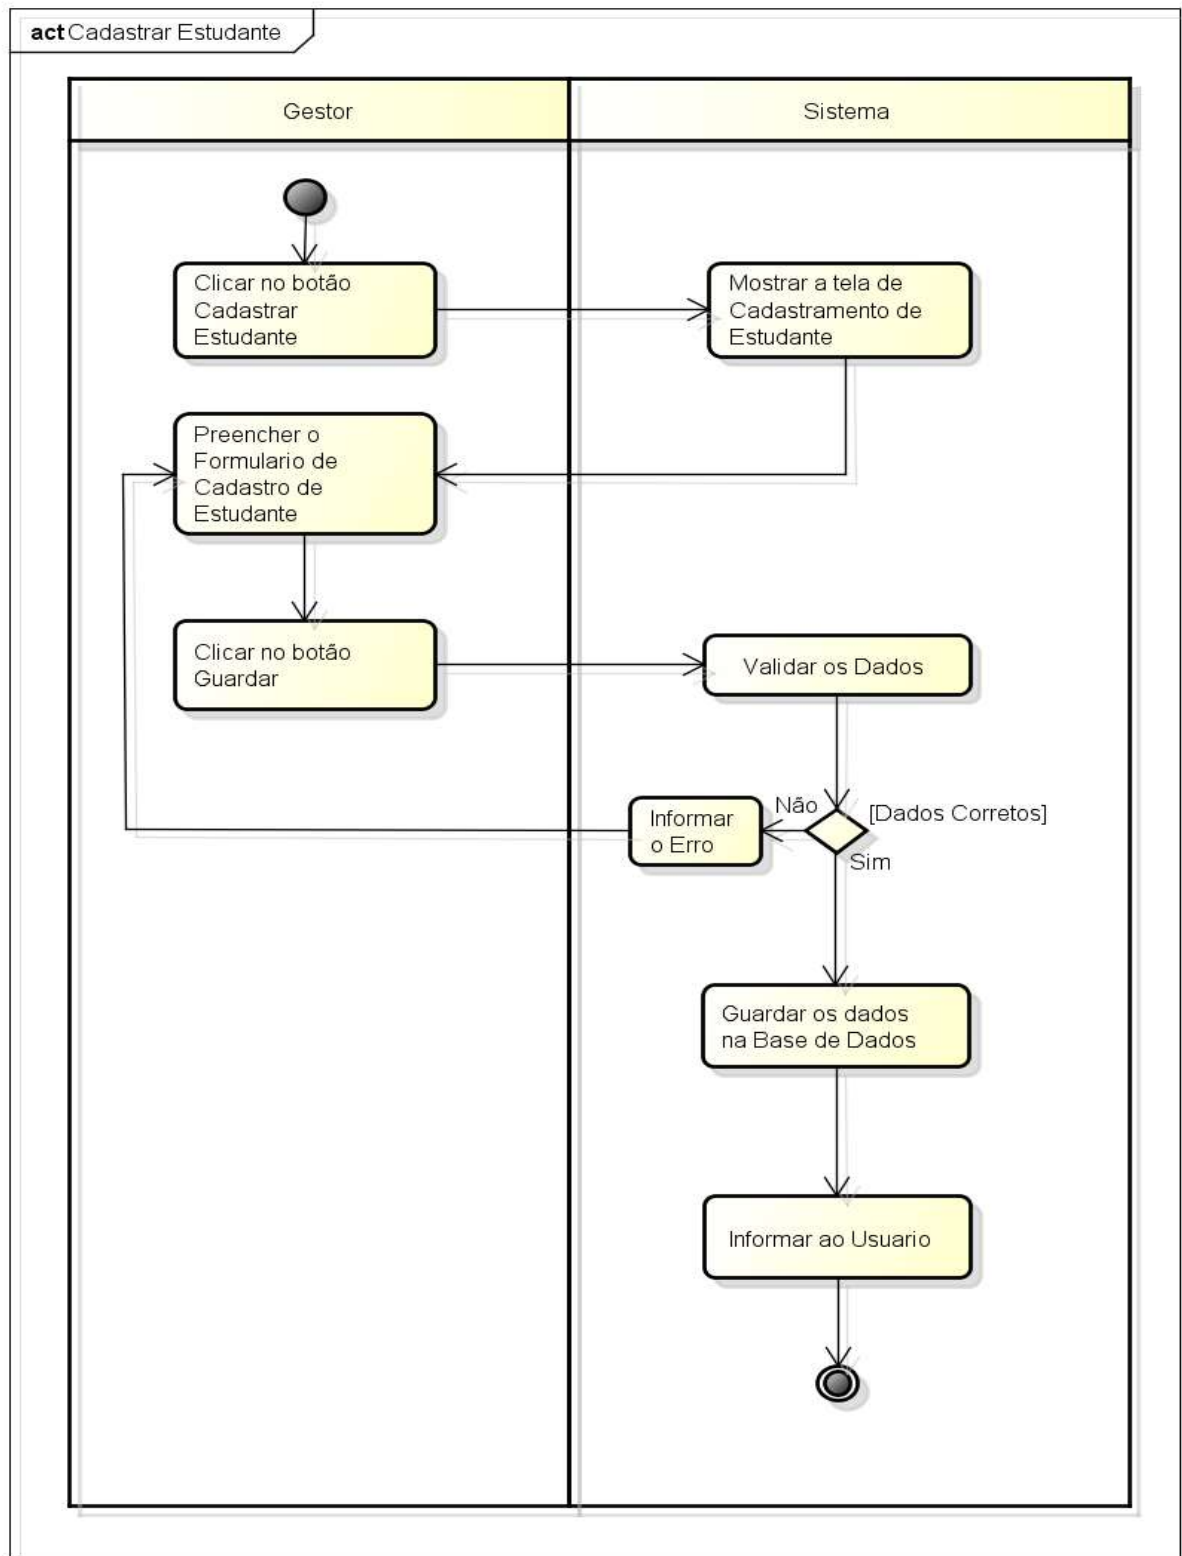 act Cadastrar Estudante
Gestor
Sistema
Clicar no botão
Cadastrar
Estudante
Mostrar a tela de
Cadastramento de
Estudante
Preencher o
Formulario de
Cadastro de
Estudante
Clicar no botão
Guardar
Validar os Dados
Não
[Dados Corretos]
Informar
o Erro
Sim
Guardar os dados
na Base de Dados
Informar ao Usuario